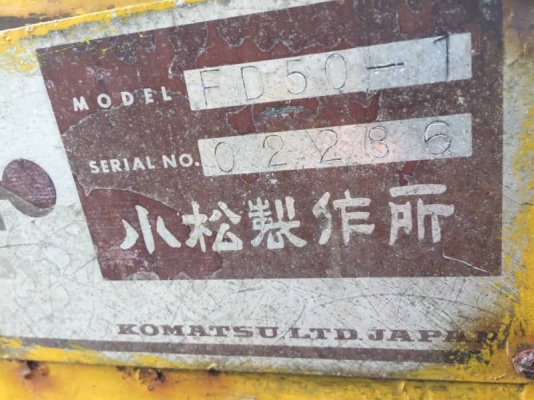 MODEL FD50-1
SERIAL NO. 02286
小松製作所
KOMATSU, LTD. JAPAN